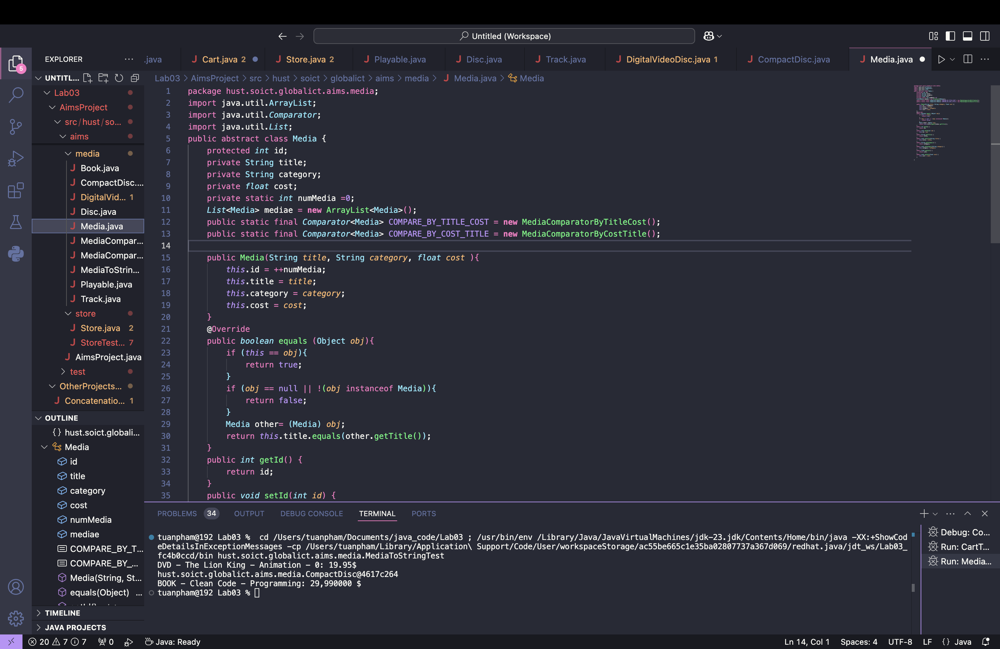 Untitled (Workspace)
EXPLORER
.java
Cart.java 2
Store.java 2
Playable.java
Disc.java
Track.java
DigitalVideoDisc.java 1
CompactDisc.java
Media.java
5
UNTITL...
Lab03
AimsProject
src/hust/so...
aims
media
Book.java
CompactDisc....
DigitalVid... 1
Disc.java
Media.java
MediaCompar...
MediaCompar...
MediaToStrin...
Playable.java
Track.java
store
Store.java 2
StoreTest... 7
AimsProject.java
test
OtherProjects...
Concatenatio... 1
OUTLINE
{} hust.soict.globali...
Media
id
title
category
cost
numMedia
mediae
COMPARE_BY_T...
COMPARE_BY_...
Media(String, St...
equals(Object) ...
TIMELINE
JAVA PROJECTS
Lab03 > AimsProject > src > hust > soict > globalict > aims > media > J Media.java > Media
1 package hust.soict.globalict.aims.media;
2 import java.util.ArrayList;
3 import java.util.Comparator;
4 import java.util.List;
5 public abstract class Media {
6 protected int id;
7 private String title;
8 private String category;
9 private float cost;
10 private static int numMedia =0;
11 List<Media> mediae = new ArrayList<Media>();
12 public static final Comparator<Media> COMPARE_BY_TITLE_COST = new MediaComparatorByTitleCost();
13 public static final Comparator<Media> COMPARE_BY_COST_TITLE = new MediaComparatorByCostTitle();
14
15 public Media(String title, String category, float cost ){
16 this.id = ++numMedia;
17 this.title = title;
18 this.category = category;
19 this.cost = cost;
20 }
21 @Override
22 public boolean equals (Object obj){
23 if (this == obj){
24 return true;
25 }
26 if (obj == null || !(obj instanceof Media)){
27 return false;
28 }
29 Media other= (Media) obj;
30 return this.title.equals(other.getTitle());
31 }
32 public int getId() {
33 return id;
34 }
35 public void setId(int id) {
PROBLEMS 34 OUTPUT DEBUG CONSOLE TERMINAL PORTS
tuanpham@192 Lab03 % cd /Users/tuanpham/Documents/java_code/Lab03 ; /usr/bin/env /Library/Java/JavaVirtualMachines/jdk-23.jdk/Contents/Home/bin/java -XX:+ShowCod
eDetailsInExceptionMessages -cp /Users/tuanpham/Library/Application\ Support/Code/User/workspaceStorage/ac55be665c1e35ba02807737a367d069/redhat.java/jdt_ws/Lab03_
fc4b0ccd/bin hust.soict.globalict.aims.media.MediaToStringTest
DVD - The Lion King - Animation - 0: 19.95$
hust.soict.globalict.aims.media.CompactDisc@4617c264
BOOK - Clean Code - Programming: 29,990000 $
tuanpham@192 Lab03 %
Debug: Co...
Run: CartT...
Run: Media...
20 7 7 0 Java: Ready
Ln 14, Col 1 Spaces: 4 UTF-8 LF {} Java